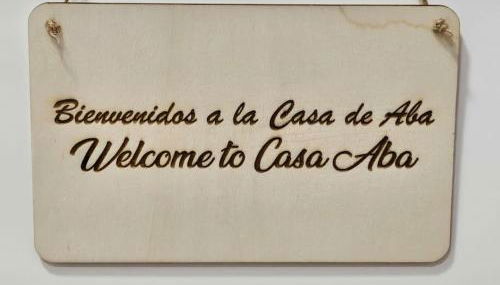 Bienvenidos a la Casa de Aba
Welcome to Casa Aba